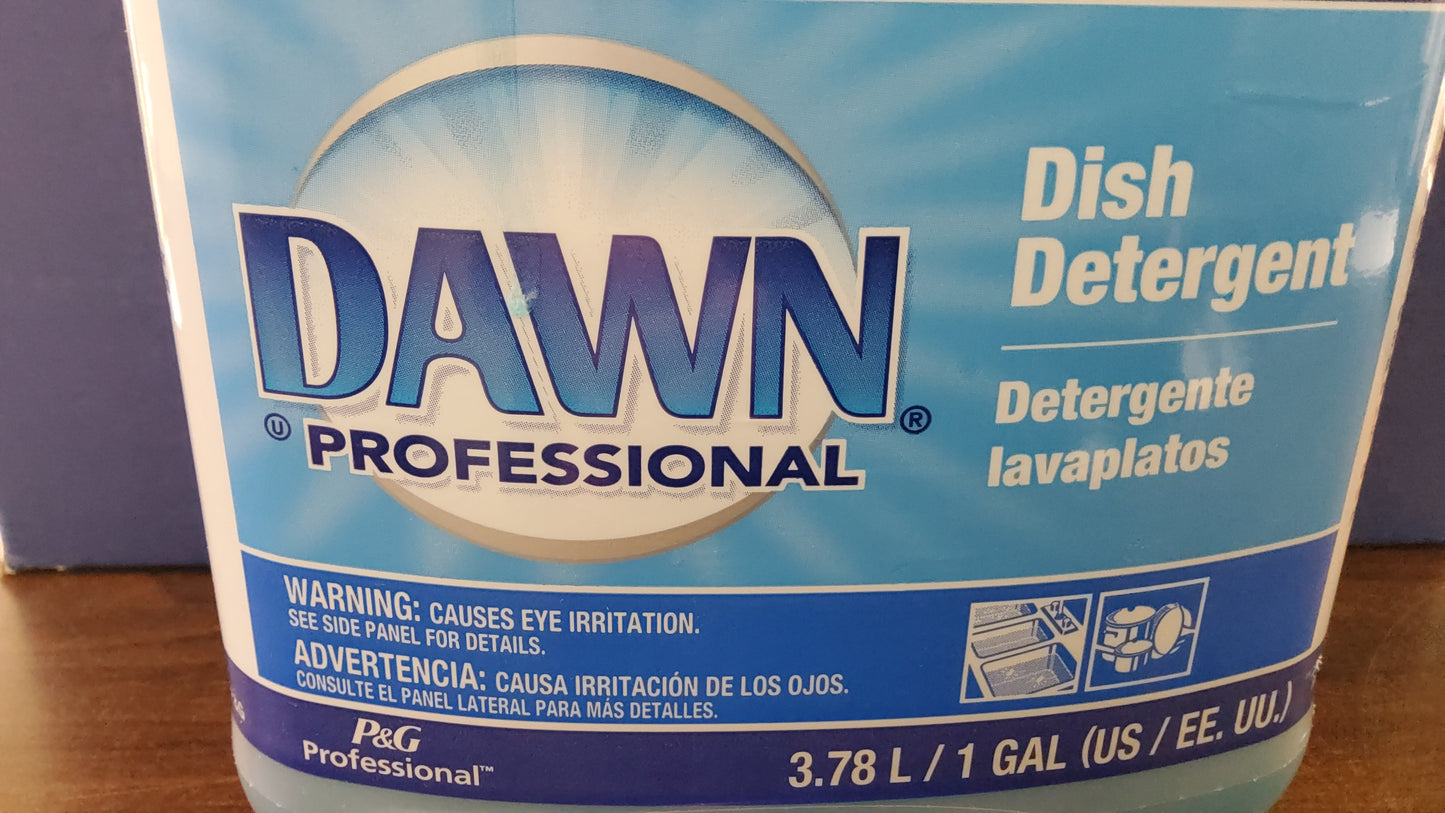 DAWN
®
Ⓤ
PROFESSIONAL
Dish
Detergent
Detergente
lavaplatos
WARNING: CAUSES EYE IRRITATION.
SEE SIDE PANEL FOR DETAILS.
ADVERTENCIA: CAUSA IRRITACIÓN DE LOS OJOS.
CONSULTE EL PANEL LATERAL PARA MÁS DETALLES.
P&G
Professional™
3.78 L / 1 GAL (US / EE. UU.)